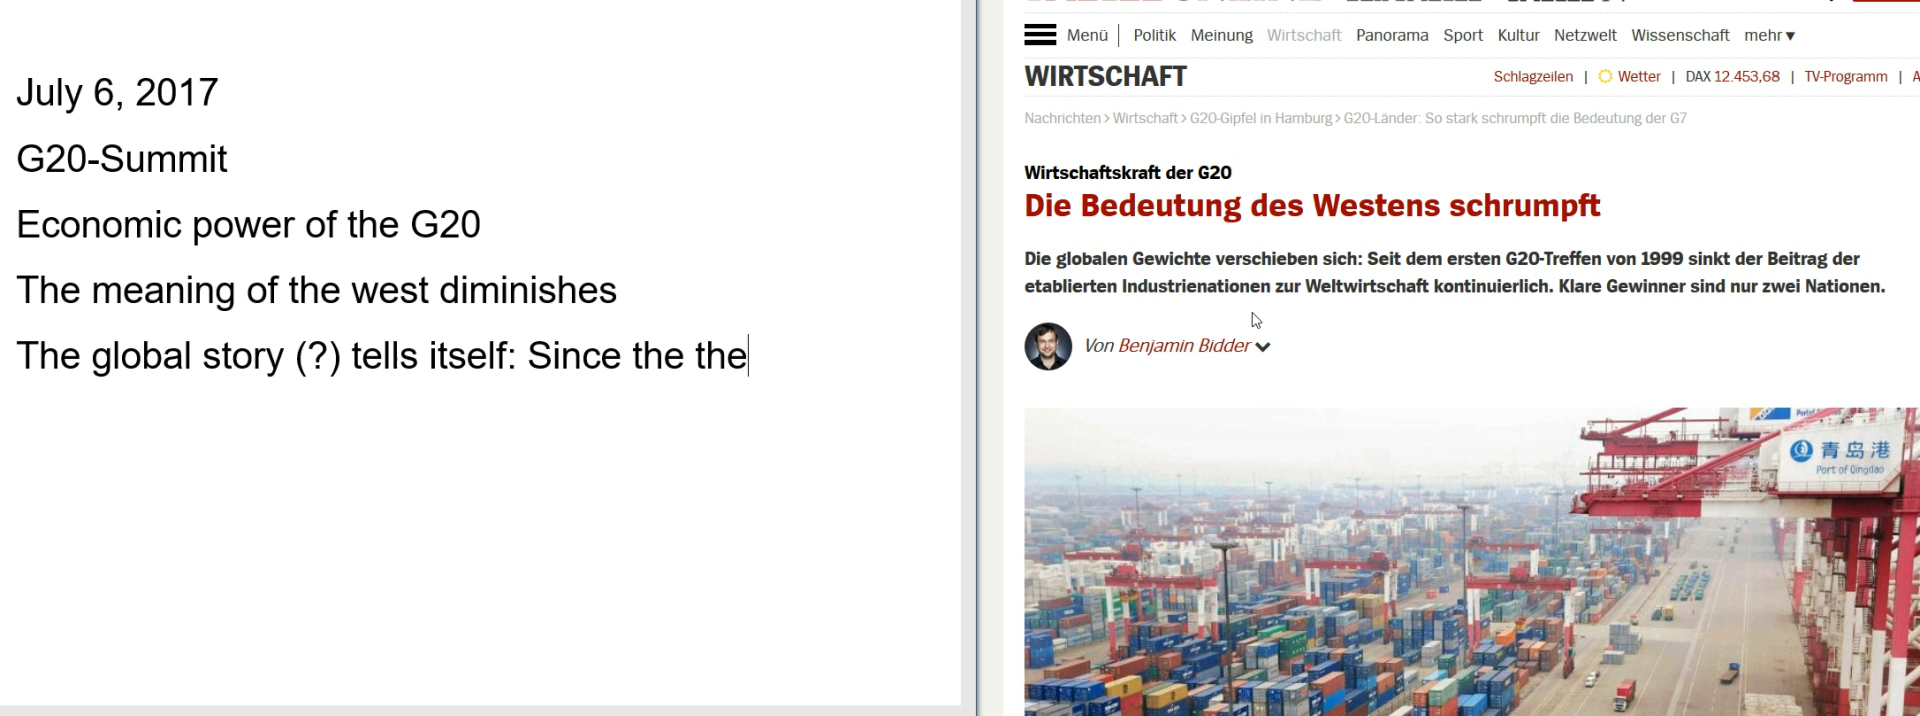 July 6, 2017
G20-Summit
Economic power of the G20
The meaning of the west diminishes
The global story (?) tells itself: Since the the
Menü Politik Meinung Wirtschaft Panorama Sport Kultur Netzwelt Wissenschaft mehr ▾
WIRTSCHAFT
Schlagzeilen | Wetter | DAX 12.453,68 | TV-Programm | A
Nachrichten > Wirtschaft > G20-Gipfel in Hamburg > G20-Länder: So stark schrumpft die Bedeutung der G7
Wirtschaftskraft der G20
Die Bedeutung des Westens schrumpft
Die globalen Gewichte verschieben sich: Seit dem ersten G20-Treffen von 1999 sinkt der Beitrag der
etablierten Industrienationen zur Weltwirtschaft kontinuierlich. Klare Gewinner sind nur zwei Nationen.
Von Benjamin Bidder
青岛港
Port of Qingdao